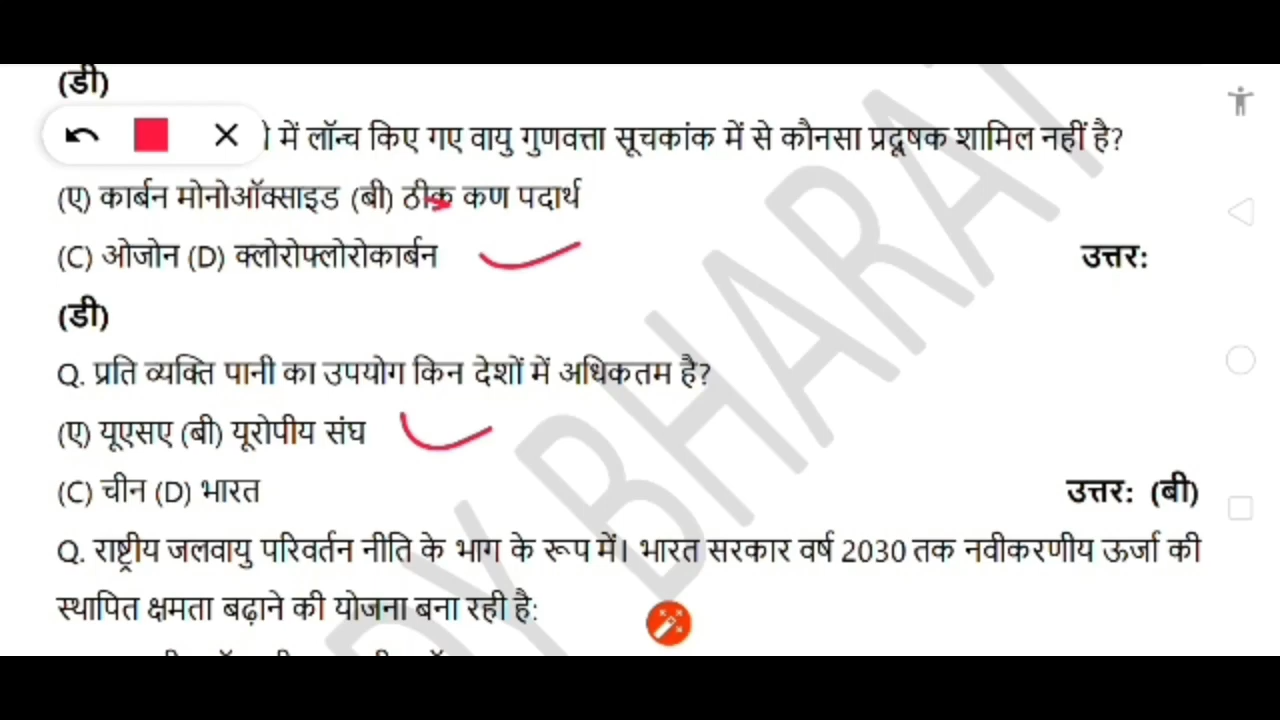 (डी)
में लॉन्च किए गए वायु गुणवत्ता सूचकांक में से कौनसा प्रदूषक शामिल नहीं है?
(ए) कार्बन मोनोऑक्साइड (बी) ठीक कण पदार्थ
(C) ओजोन (D) क्लोरोफ्लोरोकार्बन उत्तर:
(डी)
Q. प्रति व्यक्ति पानी का उपयोग किन देशों में अधिकतम है?
(ए) यूएसए (बी) यूरोपीय संघ
(C) चीन (D) भारत उत्तर: (बी)
Q. राष्ट्रीय जलवायु परिवर्तन नीति के भाग के रूप में। भारत सरकार वर्ष 2030 तक नवीकरणीय ऊर्जा की
स्थापित क्षमता बढ़ाने की योजना बना रही है:
DY BHARAT